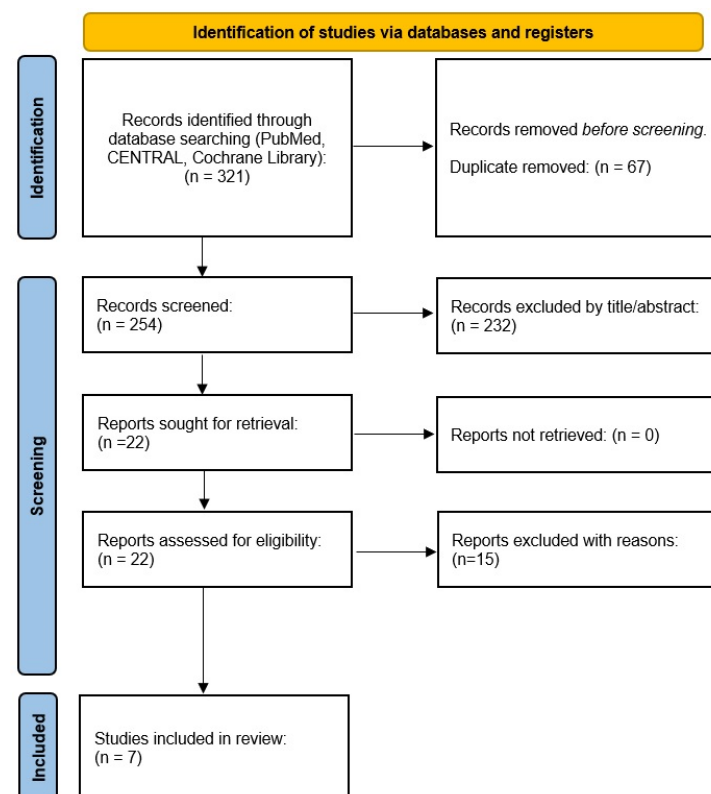 Identification of studies via databases and registers
Identification
Records identified through
database searching (PubMed,
CENTRAL, Cochrane Library):
(n = 321)
Records removed before screening.
Duplicate removed: (n = 67)
Screening
Records screened:
(n = 254)
Records excluded by title/abstract:
(n = 232)
Reports sought for retrieval:
(n =22)
Reports not retrieved: (n = 0)
Reports assessed for eligibility:
(n = 22)
Reports excluded with reasons:
(n=15)
Included
Studies included in review:
(n = 7)